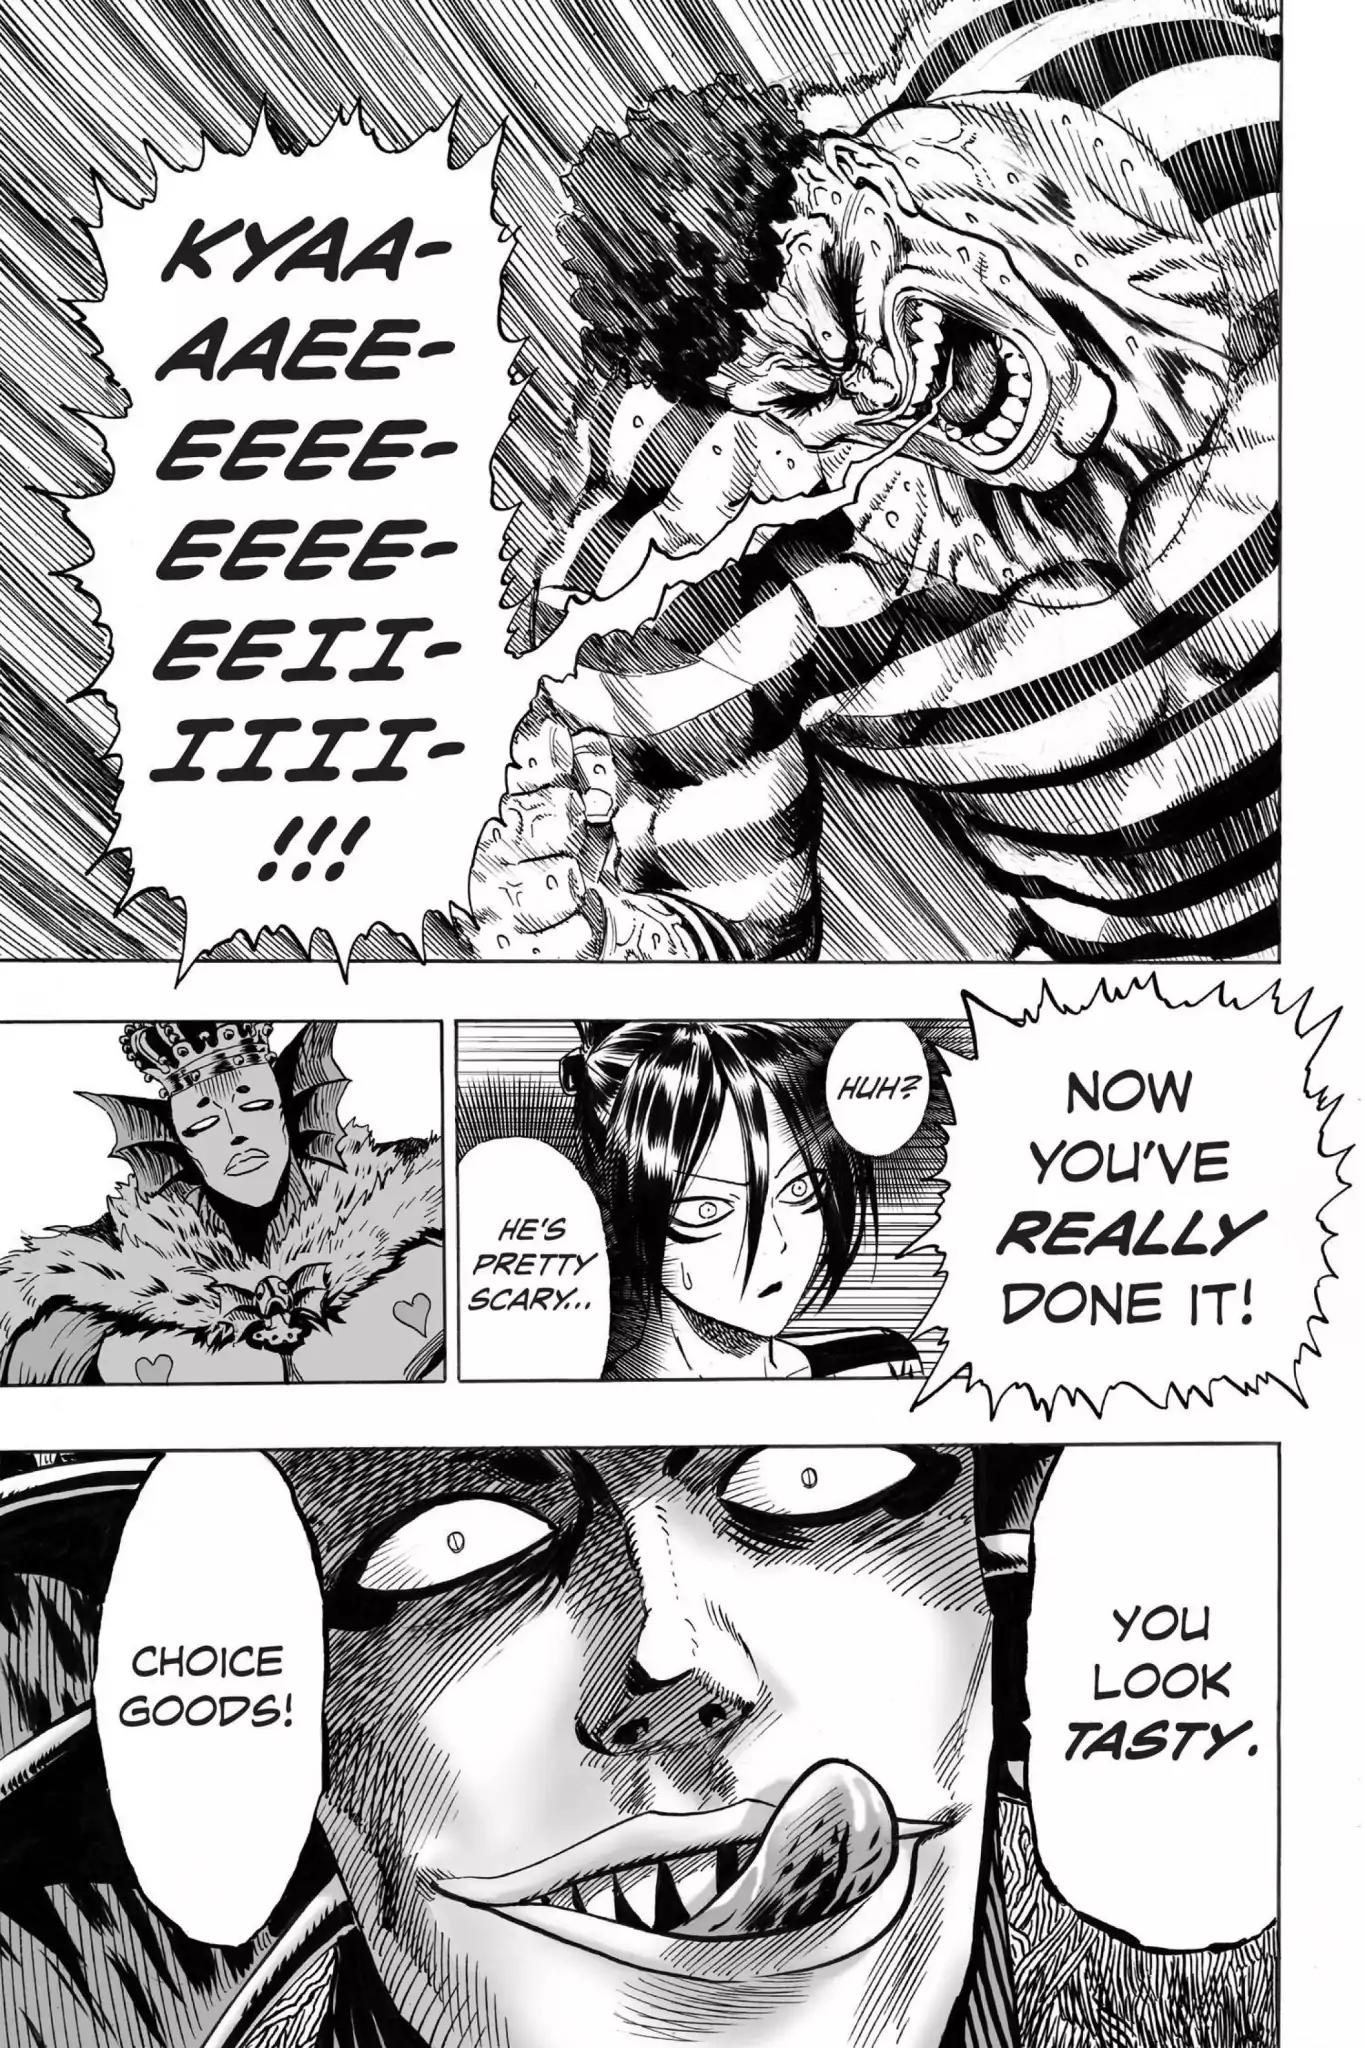 KYAA-
AAEE-
EEEE-
EEEE-
EEII-
IIII-
!!!
NOW
YOU'VE
REALLY
DONE IT!
HUH?
HE'S
PRETTY
SCARY...
YOU
LOOK
TASTY.
CHOICE
GOODS!